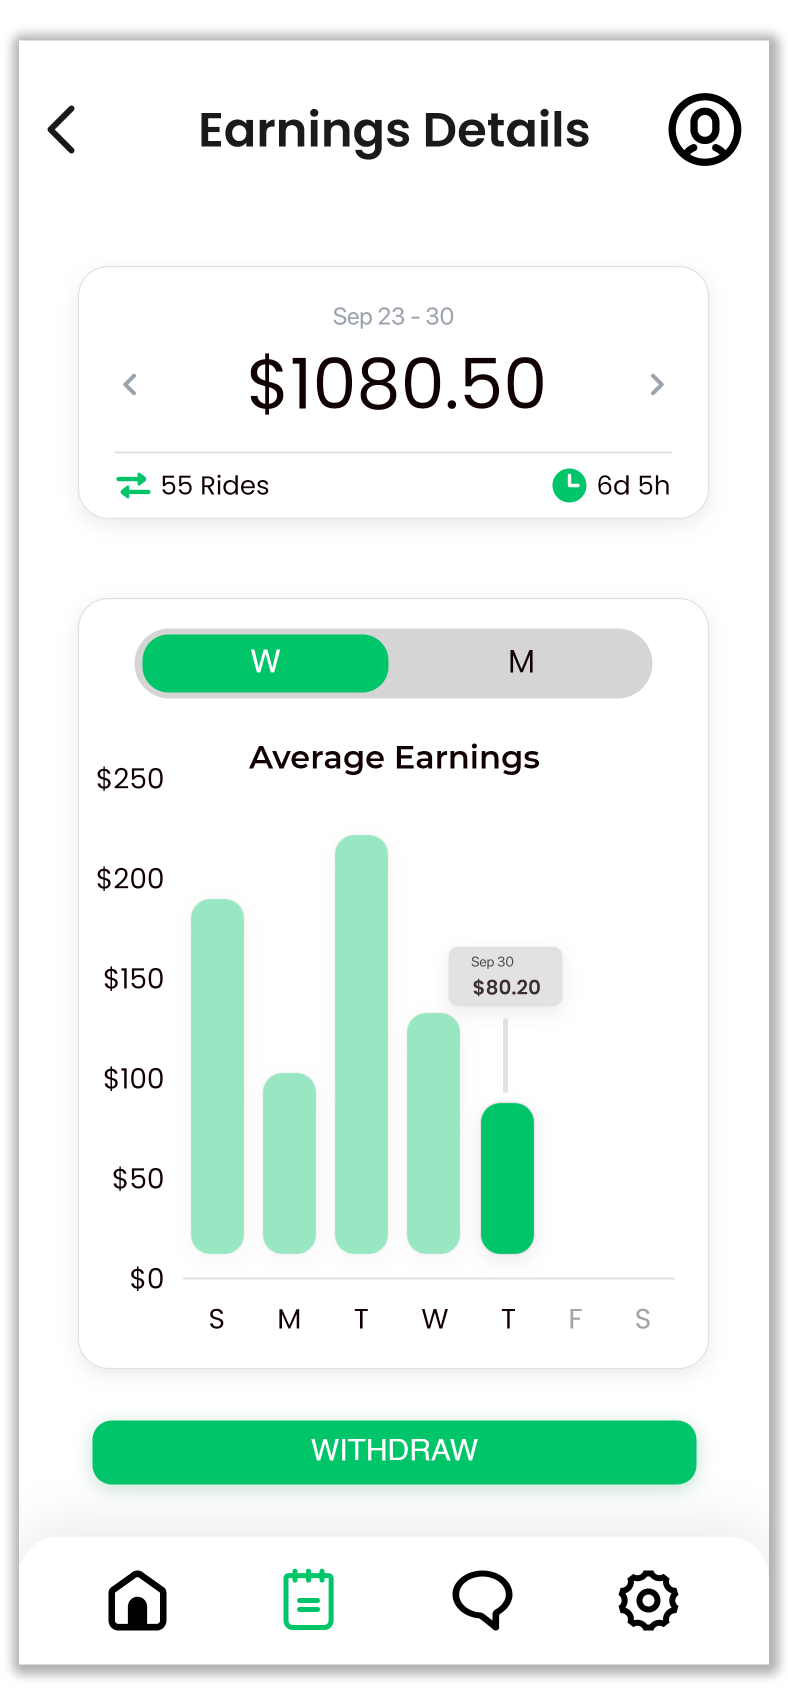 Earnings Details
Sep 23 - 30
$1080.50
55 Rides
6d 5h
W M
Average Earnings
$250
$200
$150
Sep 30
$80.20
$100
$50
$0
S M T W T F S
WITHDRAW